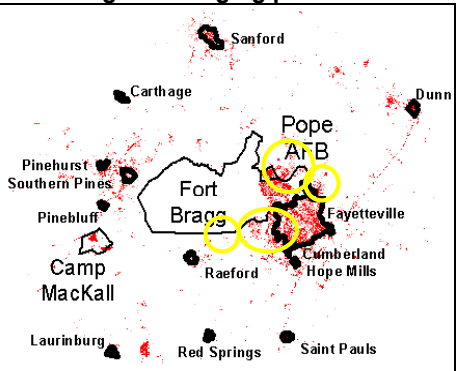 Sanford
Carthage
Dunn
Pope
AFB
Pinehurst
Southern Pines
Fort
Bragg
Fayetteville
Pinebluff
Cumberland
Hope Mills
Camp
MacKall
Raeford
Laurinburg
Red Springs
Saint Pauls